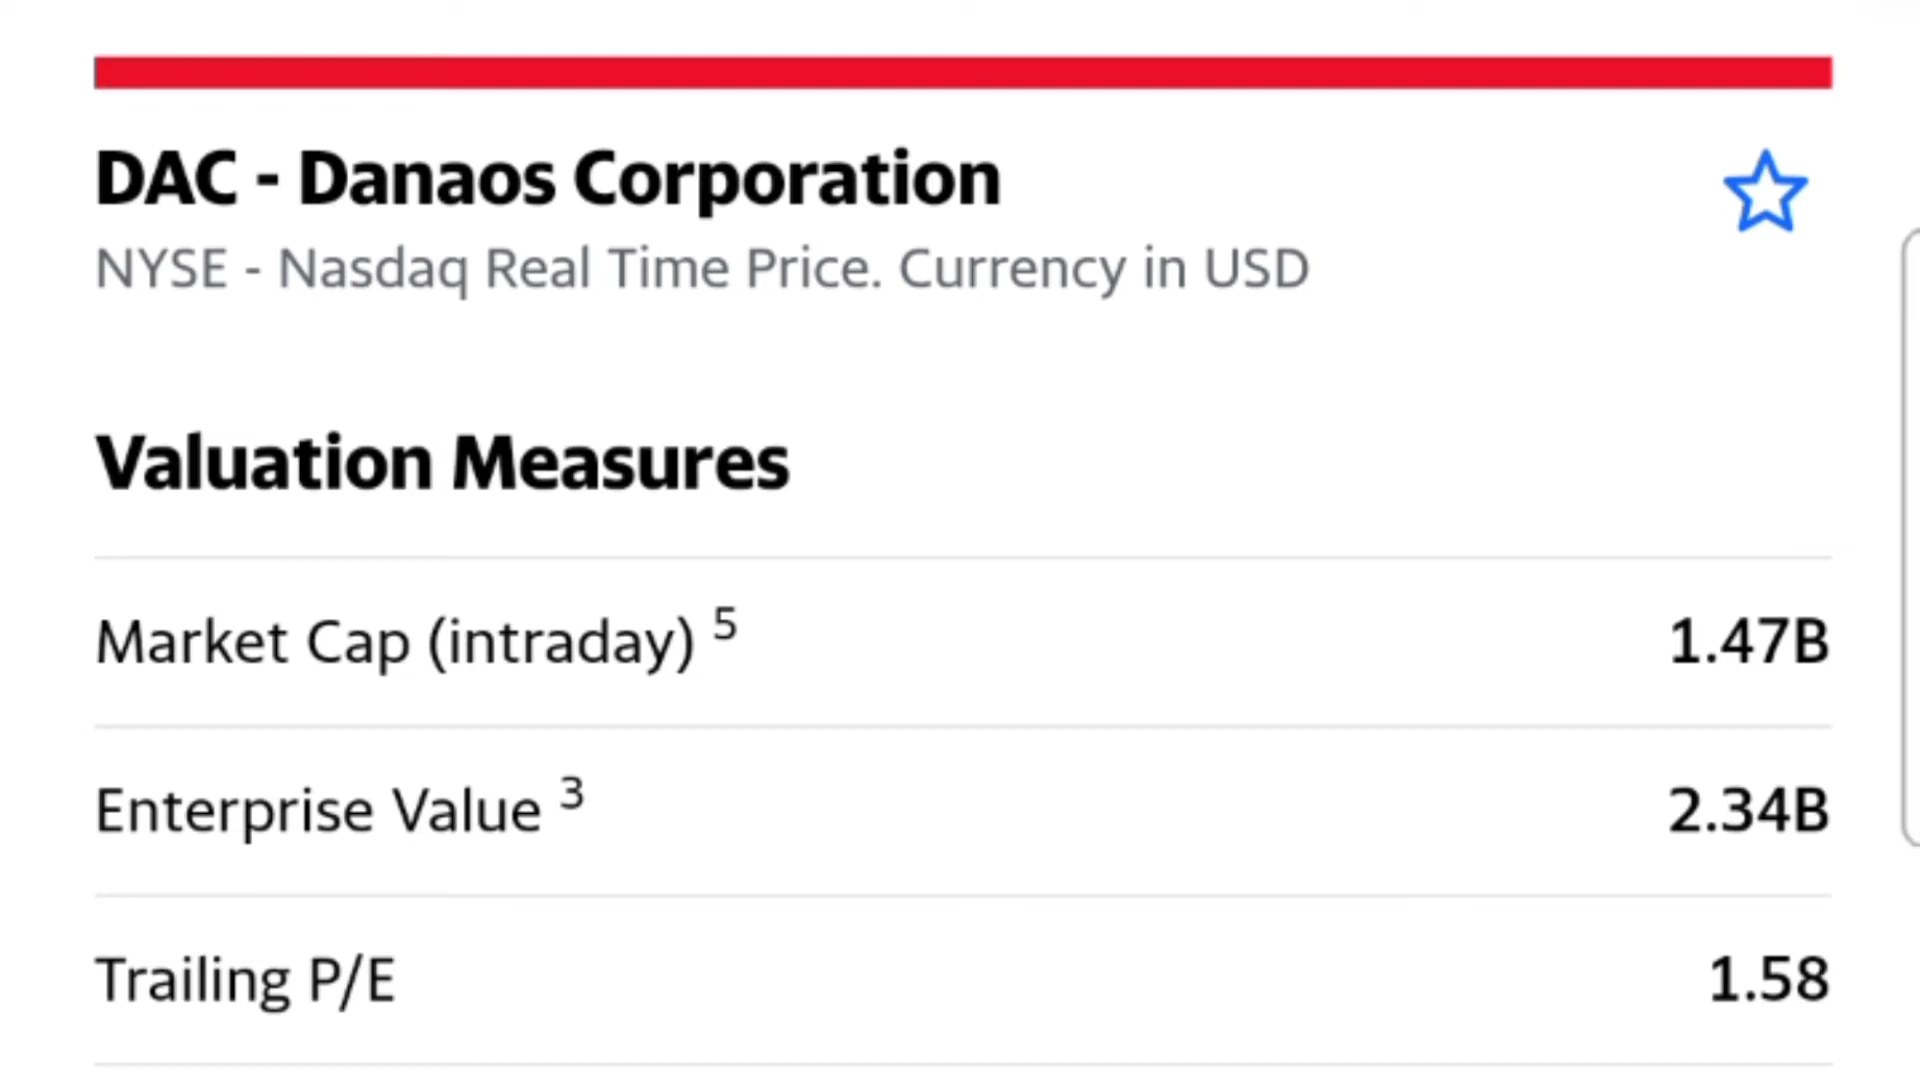 DAC - Danaos Corporation
NYSE - Nasdaq Real Time Price. Currency in USD
Valuation Measures
Market Cap (intraday) 5 1.47B
Enterprise Value 3 2.34B
Trailing P/E 1.58